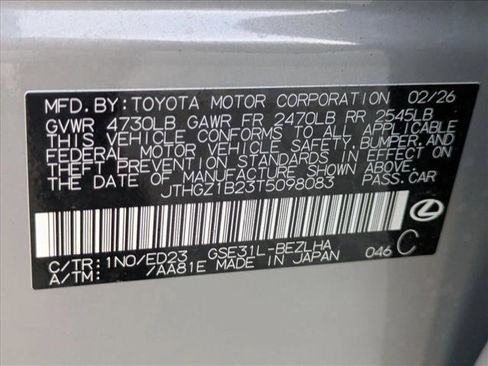 MFD. BY: TOYOTA MOTOR CORPORATION 02/26
GVWR 4730LB GAWR FR 2470LB RR 2545LB
THIS VEHICLE CONFORMS TO ALL APPLICABLE
FEDERAL MOTOR VEHICLE SAFETY, BUMPER, AND
THEFT PREVENTION STANDARDS IN EFFECT ON
THE DATE OF MANUFACTURE SHOWN ABOVE.
JTHGZ1B23T5098083 PASS. CAR
C/TR: 1N0/ED23 GSE31L-BEZLHA 046 C
A/TM: 7AA81E MADE IN JAPAN